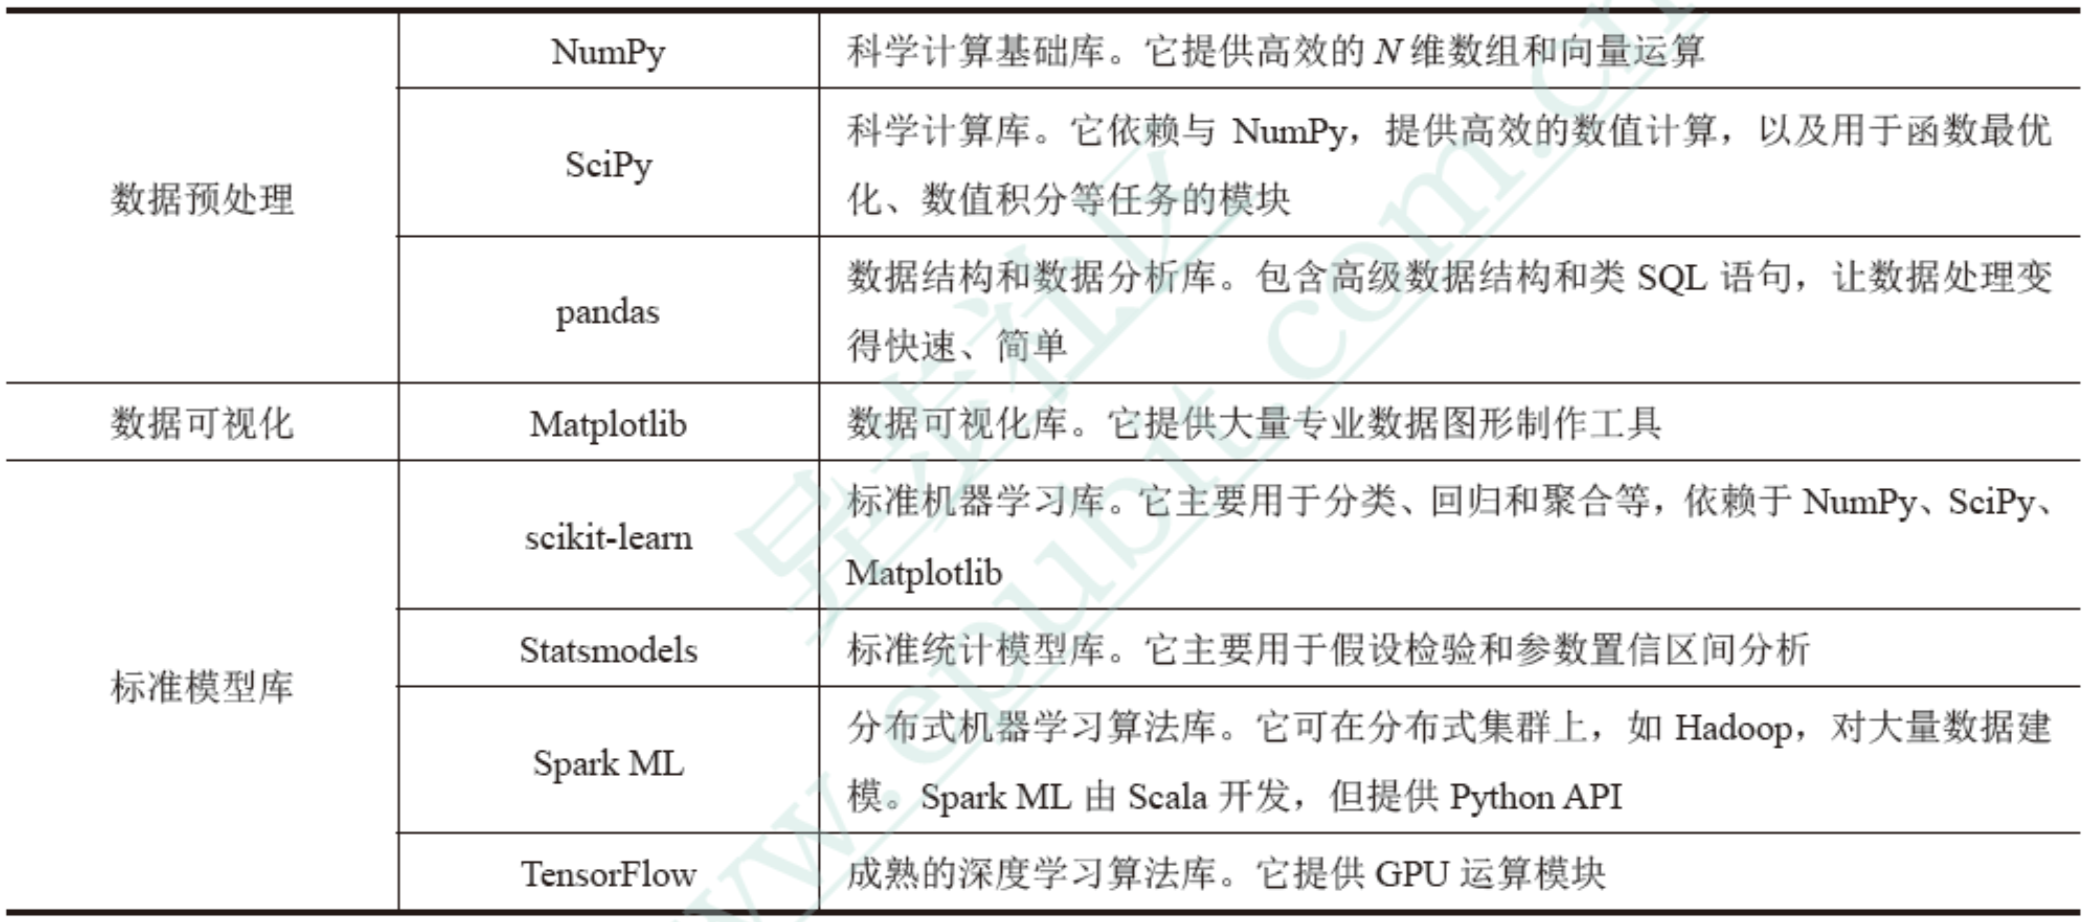 NumPy
科学计算基础库。它提供高效的 N 维数组和向量运算
数据预处理
SciPy
科学计算库。它依赖与 NumPy，提供高效的数值计算，以及用于函数最优
化、数值积分等任务的模块
pandas
数据结构和数据分析库。包含高级数据结构和类 SQL 语句，让数据处理变
得快速、简单
数据可视化
Matplotlib
数据可视化库。它提供大量专业数据图形制作工具
标准模型库
scikit-learn
标准机器学习库。它主要用于分类、回归和聚合等，依赖于 NumPy、SciPy、
Matplotlib
Statsmodels
标准统计模型库。它主要用于假设检验和参数置信区间分析
Spark ML
分布式机器学习算法库。它可在分布式集群上，如 Hadoop，对大量数据建
模。Spark ML 由 Scala 开发，但提供 Python API
TensorFlow
成熟的深度学习算法库。它提供 GPU 运算模块
异步社区
www.epubit.com.cn